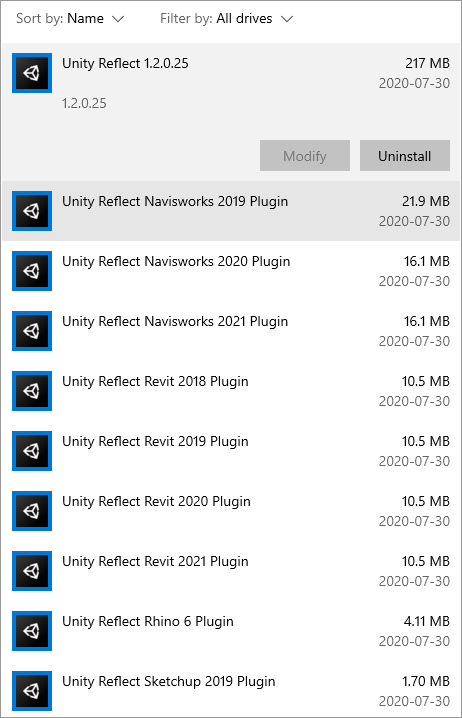 Sort by: Name Filter by: All drives
Unity Reflect 1.2.0.25 217 MB
2020-07-30
1.2.0.25
Modify Uninstall
Unity Reflect Navisworks 2019 Plugin 21.9 MB
2020-07-30
Unity Reflect Navisworks 2020 Plugin 16.1 MB
2020-07-30
Unity Reflect Navisworks 2021 Plugin 16.1 MB
2020-07-30
Unity Reflect Revit 2018 Plugin 10.5 MB
2020-07-30
Unity Reflect Revit 2019 Plugin 10.5 MB
2020-07-30
Unity Reflect Revit 2020 Plugin 10.5 MB
2020-07-30
Unity Reflect Revit 2021 Plugin 10.5 MB
2020-07-30
Unity Reflect Rhino 6 Plugin 4.11 MB
2020-07-30
Unity Reflect Sketchup 2019 Plugin 1.70 MB
2020-07-30